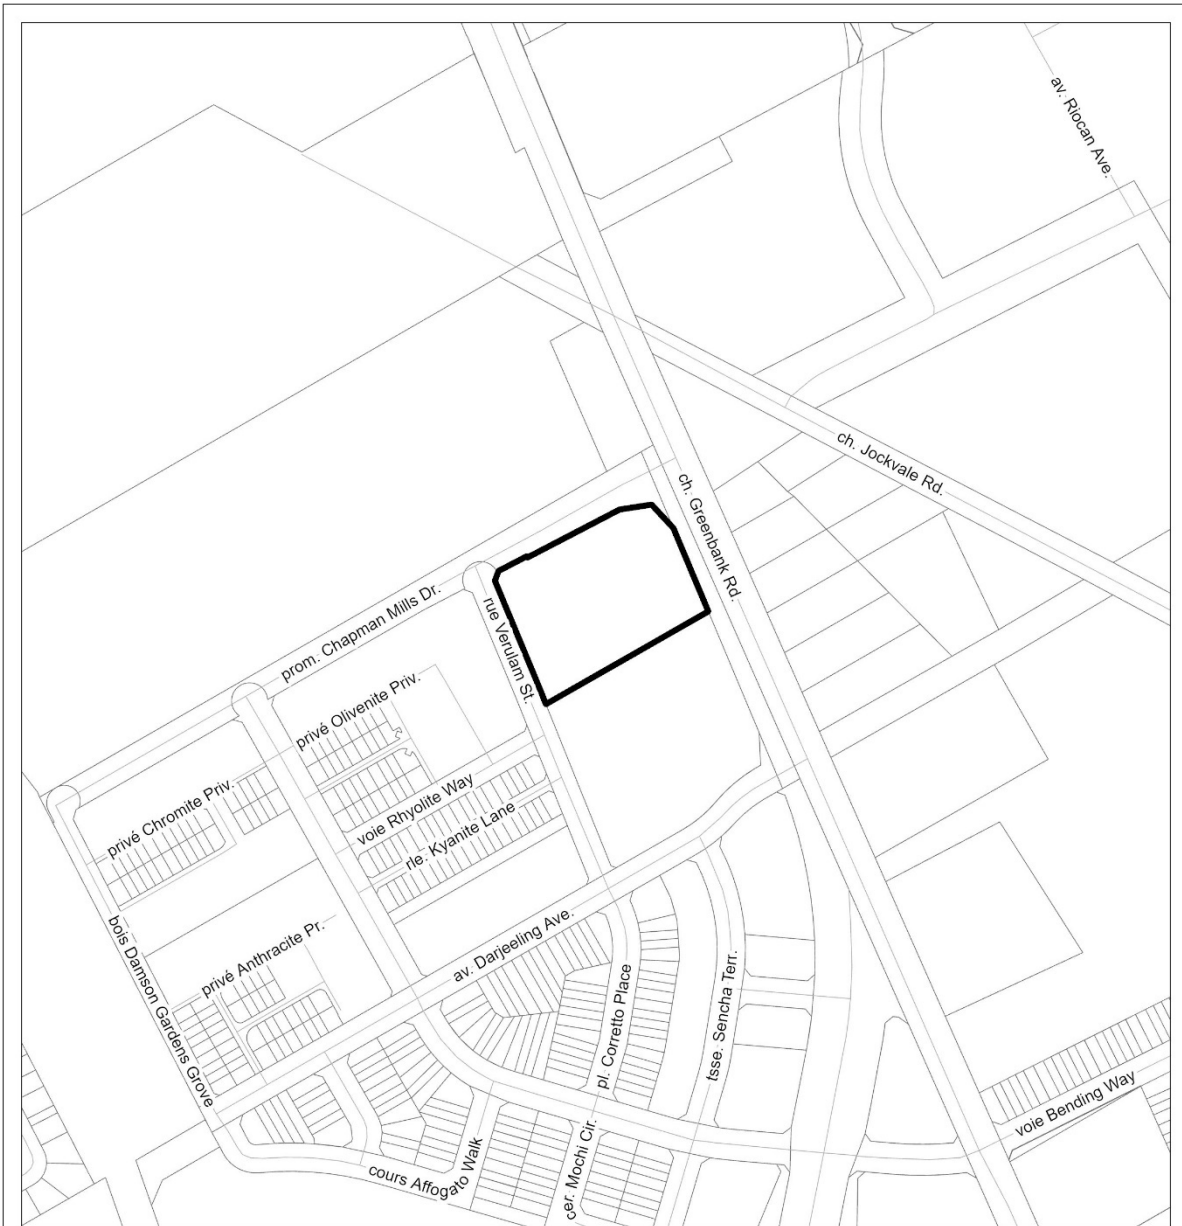 av. Riocan Ave.
ch. Jockvale Rd.
ch. Greenbank Rd.
prom. Chapman Mills Dr.
rue Verulam St.
privé Olivenite Priv.
privé Chromite Priv.
voie Rhyolite Way
rle. Kyanite Lane
bois Damson Gardens Grove
privé Anthracite Pr.
av. Darjeeling Ave.
pl. Corretto Place
tsse. Sencha Terr.
voie Bending Way
cours Affogato Walk
cer. Mochi Cir.